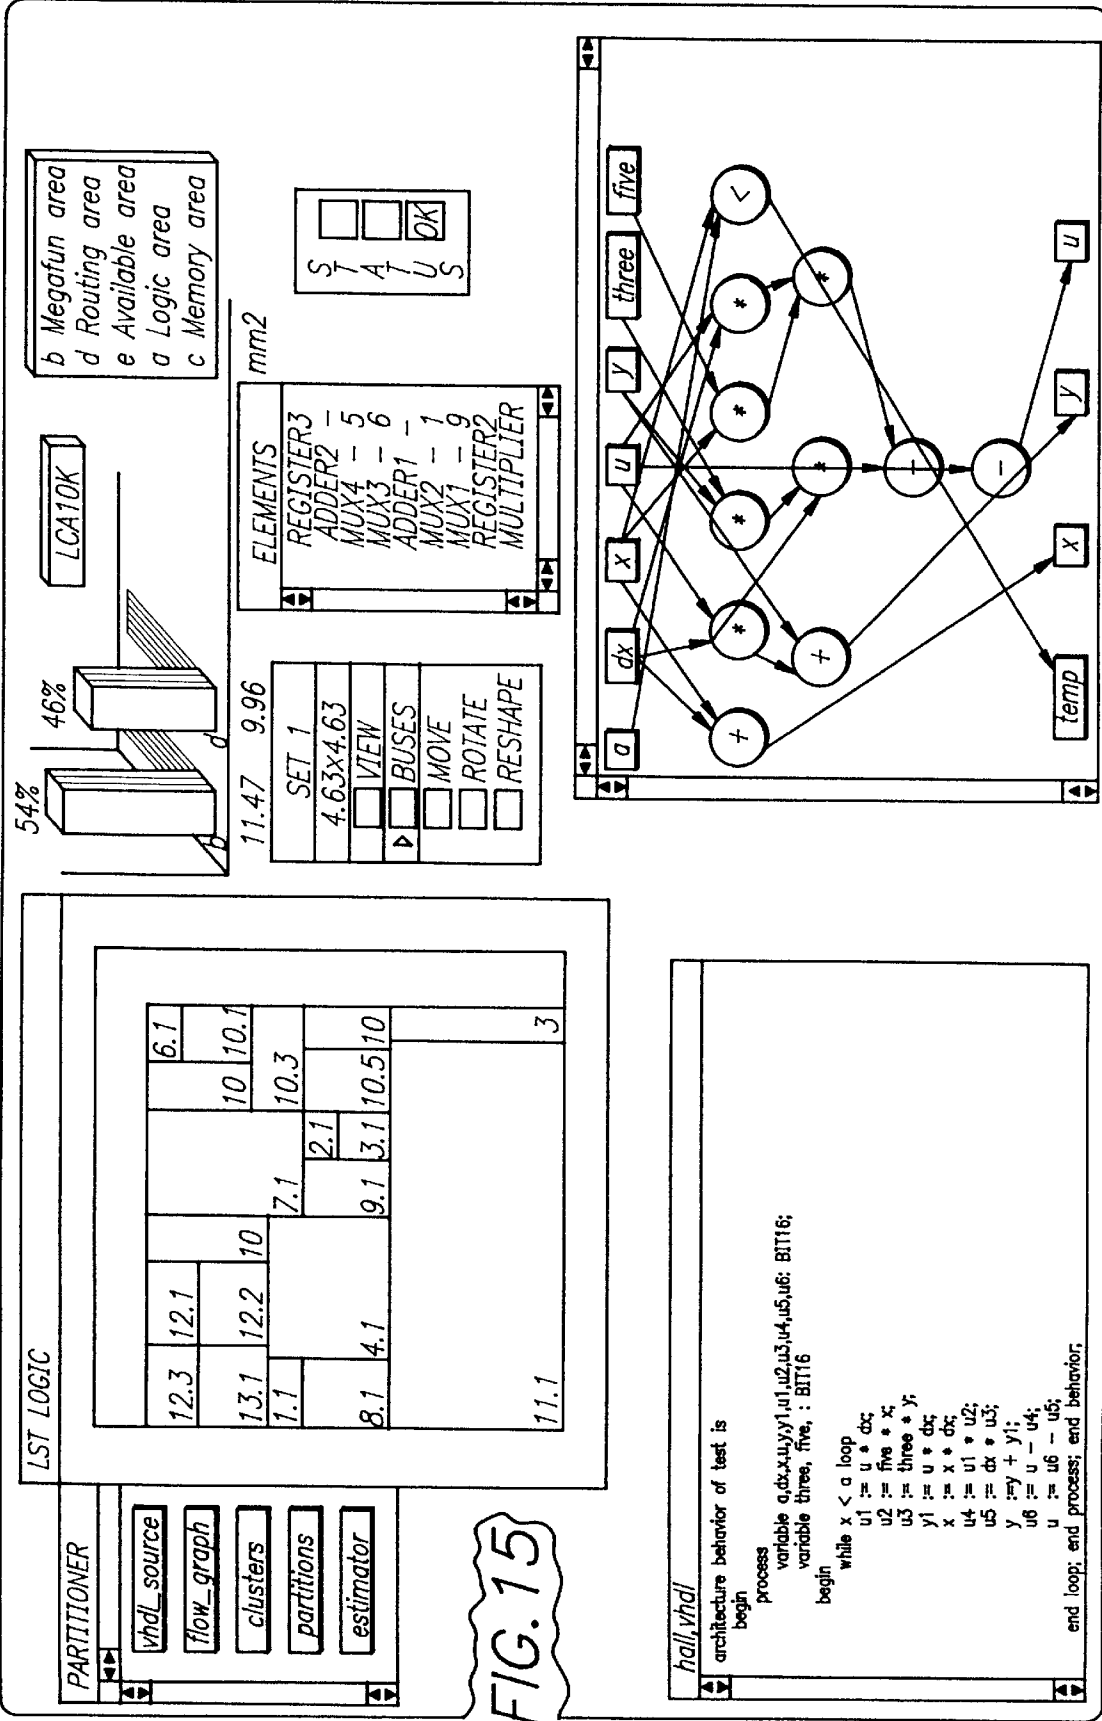 PARTITIONER
vhdl_source
flow_graph
clusters
partitions
estimator
FIG. 15
LST LOGIC
12.3
12.1
13.1
12.2
10
1.1
8.1
4.1
7.1
9.1
2.1
3.1
10
6.1
10.1
10.3
10.5
10
11.1
3
54%
46%
b
d
11.47
9.96
mm2
LCA10K
b Megafun area
d Routing area
e Available area
a Logic area
c Memory area
SET 1
4.63x4.63
VIEW
BUSES
MOVE
ROTATE
RESHAPE
ELEMENTS
REGISTER3
ADDER2 –
MUX4 – 5
MUX3 – 6
ADDER1 –
MUX2 – 1
MUX1 – 9
REGISTER2
MULTIPLIER
STATUS
OK
hall,vhdl
architecture behavior of test is
begin
process
variable a,dx,x,u,y,y1,u1,u2,u3,u4,u5,u6: BIT16;
variable three, five, : BIT16
begin
while x < a loop
u1 := u * dx;
u2 := five * x;
u3 := three * y;
y1 := u * dx;
x := x * dx;
u4 := u1 * u2;
u5 := dx * u3;
y :=y + y1;
u6 := u – u4;
u := u6 – u5;
end loop; end process; end behavior;
a
dx
x
u
y
three
five
+
*
*
*
*
<
+
*
*
–
–
temp
x
y
u